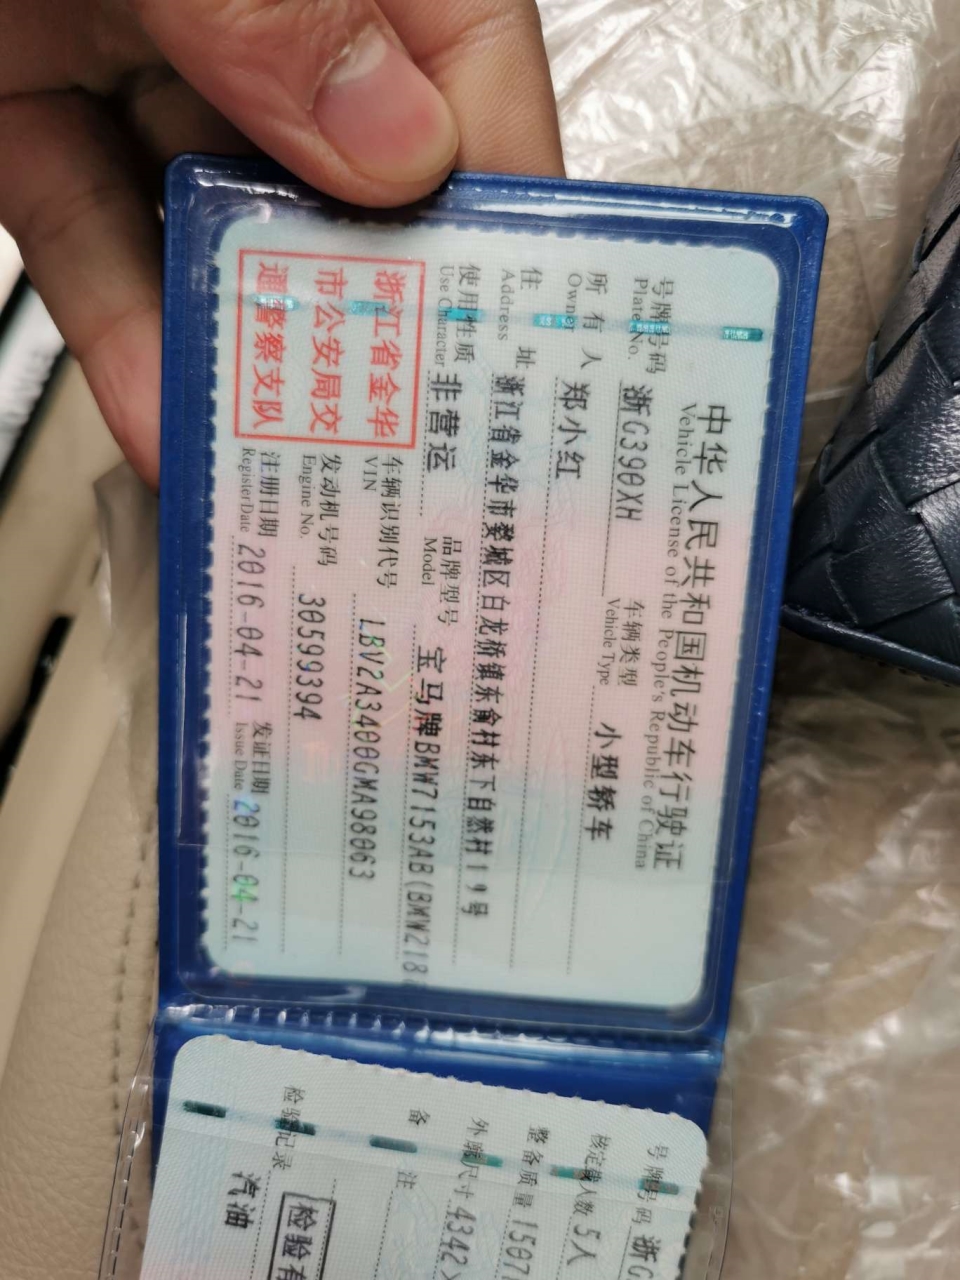 中华人民共和国机动车行驶证
Vehicle License of the People's Republic of China
号牌号码 浙G390XH 车辆类型 小型轿车
Plate No. Vehicle Type
所有人 郑小红
Owner
住址 浙江省金华市婺城区白龙桥镇东俞村东下自然村19号
Address
使用性质 非营运 品牌型号 宝马牌BMW7153AB(BMW218
Use Character Model
浙江省金华
市公安局交
通警察支队
车辆识别代号 LBV2A3400GMA98063
VIN
发动机号码 30599394
Engine No.
注册日期 2016-04-21 发证日期 2016-04-21
Register Date Issue Date
号牌号码 浙G
核定载人数 5人
整备质量 1507
外廓尺寸 4342
备注
检验记录 检验有
汽油